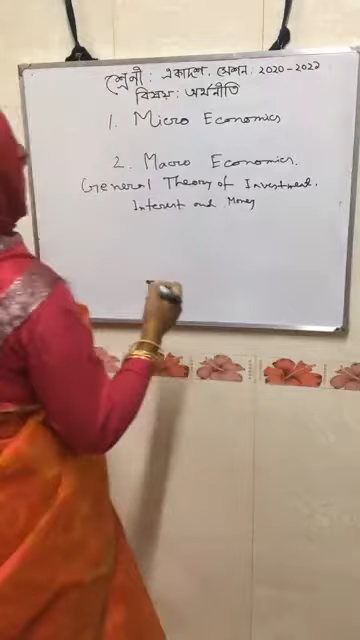 শ্রেণী : একাদশ. সেশন : 2020-2022
বিষয় : অর্থনীতি
1. Micro Economics
2. Macro Economics.
General Theory of Investment.
Interest and Money